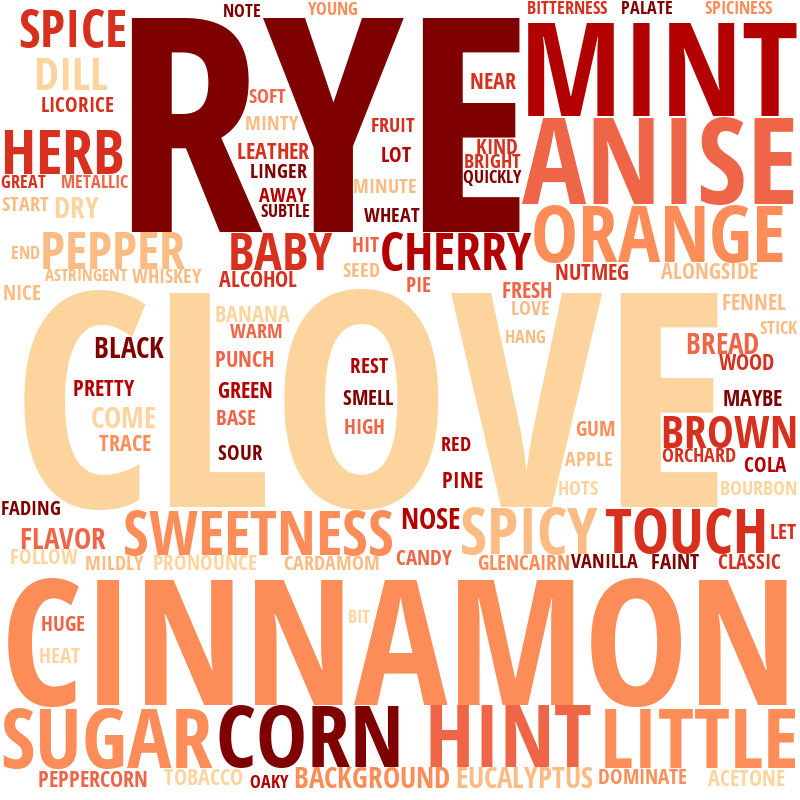 NOTE
YOUNG
BITTERNESS
PALATE
SPICINESS
SPICE
RYE
MINT
DILL
NEAR
LICORICE
SOFT
MINTY
FRUIT
ANISE
HERB
LEATHER
LOT
KIND
BRIGHT
LINGER
QUICKLY
GREAT
METALLIC
MINUTE
AWAY
START
DRY
SUBTLE
WHEAT
ORANGE
PEPPER
BABY
HIT
CHERRY
END
ASTRINGENT
WHISKEY
ALCOHOL
SEED
PIE
NUTMEG
ALONGSIDE
NICE
FRESH
LOVE
FENNEL
CLOVE
BANANA
WARM
HANG
STICK
BLACK
PUNCH
REST
BREAD
WOOD
PRETTY
GREEN
SMELL
MAYBE
COME
BASE
HIGH
GUM
BROWN
TRACE
SOUR
RED
APPLE
ORCHARD
COLA
PINE
HOTS
BOURBON
FADING
FLAVOR
SWEETNESS
NOSE
SPICY
TOUCH
LET
FOLLOW
MILDLY
PRONOUNCE
CARDAMOM
CANDY
GLENCAIRN
VANILLA
FAINT
CLASSIC
CINNAMON
HUGE
BIT
HEAT
SUGAR
CORN
HINT
LITTLE
PEPPERCORN
TOBACCO
OAKY
BACKGROUND
EUCALYPTUS
DOMINATE
ACETONE